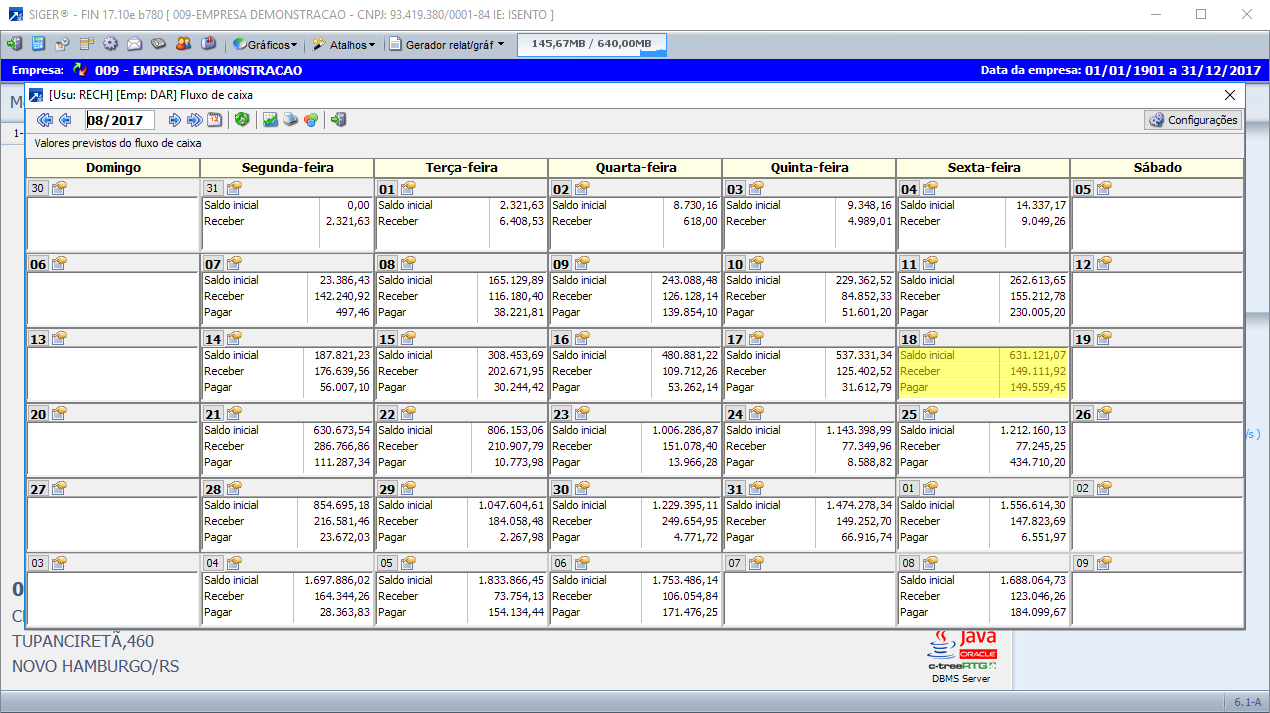 SIGER® - FIN 17.10e b780 [ 009-EMPRESA DEMONSTRACAO - CNPJ: 93.419.380/0001-84 IE: ISENTO ]
Gráficos Atalhos Gerador relat/gráf 145,67MB / 640,00MB
Empresa: 009 - EMPRESA DEMONSTRACAO Data da empresa: 01/01/1901 a 31/12/2017
[Usu: RECH] [Emp: DAR] Fluxo de caixa
08/2017 12 Configurações
Valores previstos do fluxo de caixa
Domingo Segunda-feira Terça-feira Quarta-feira Quinta-feira Sexta-feira Sábado
30 31 01 02 03 04 05
Saldo inicial 0,00 Saldo inicial 2.321,63 Saldo inicial 8.730,16 Saldo inicial 9.348,16 Saldo inicial 14.337,17
Receber 2.321,63 Receber 6.408,53 Receber 618,00 Receber 4.989,01 Receber 9.049,26
06 07 08 09 10 11 12
Saldo inicial 23.386,43 Saldo inicial 165.129,89 Saldo inicial 243.088,48 Saldo inicial 229.362,52 Saldo inicial 262.613,65
Receber 142.240,92 Receber 116.180,40 Receber 126.128,14 Receber 84.852,33 Receber 155.212,78
Pagar 497,46 Pagar 38.221,81 Pagar 139.854,10 Pagar 51.601,20 Pagar 230.005,20
13 14 15 16 17 18 19
Saldo inicial 187.821,23 Saldo inicial 308.453,69 Saldo inicial 480.881,22 Saldo inicial 537.331,34 Saldo inicial 631.121,07
Receber 176.639,56 Receber 202.671,95 Receber 109.712,26 Receber 125.402,52 Receber 149.111,92
Pagar 56.007,10 Pagar 30.244,42 Pagar 53.262,14 Pagar 31.612,79 Pagar 149.559,45
20 21 22 23 24 25 26
Saldo inicial 630.673,54 Saldo inicial 806.153,06 Saldo inicial 1.006.286,87 Saldo inicial 1.143.398,99 Saldo inicial 1.212.160,13
Receber 286.766,86 Receber 210.907,79 Receber 151.078,40 Receber 77.349,96 Receber 77.245,25
Pagar 111.287,34 Pagar 10.773,98 Pagar 13.966,28 Pagar 8.588,82 Pagar 434.710,20
/s )
27 28 29 30 31 01 02
Saldo inicial 854.695,18 Saldo inicial 1.047.604,61 Saldo inicial 1.229.395,11 Saldo inicial 1.474.278,34 Saldo inicial 1.556.614,30
Receber 216.581,46 Receber 184.058,48 Receber 249.654,95 Receber 149.252,70 Receber 147.823,69
Pagar 23.672,03 Pagar 2.267,98 Pagar 4.771,72 Pagar 66.916,74 Pagar 6.551,97
03 04 05 06 07 08 09
Saldo inicial 1.697.886,02 Saldo inicial 1.833.866,45 Saldo inicial 1.753.486,14 Saldo inicial 1.688.064,73
Receber 164.344,26 Receber 73.754,13 Receber 106.054,84 Receber 123.046,26
Pagar 28.363,83 Pagar 154.134,44 Pagar 171.476,25 Pagar 184.099,67
TUPANCIRETÃ,460
NOVO HAMBURGO/RS
Java
ORACLE
c-treeRTG
DBMS Server
6.1-A